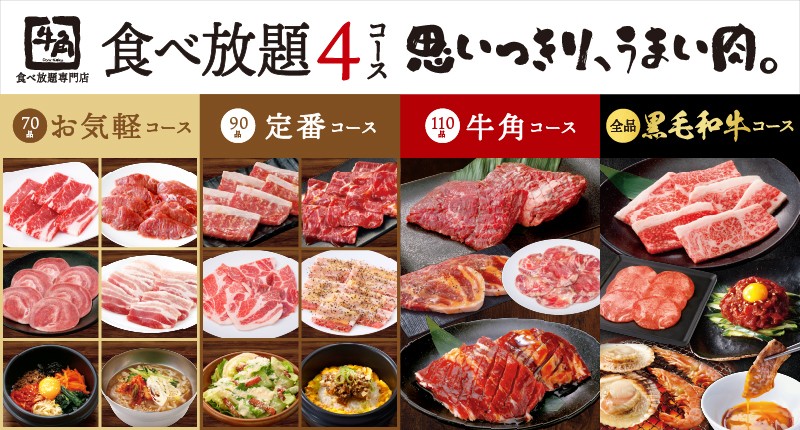 牛角
Gyu-Kaku
食べ放題専門店
食べ放題4コース
思いっきり、うまい肉。
70品 お気軽コース
90品 定番コース
110品 牛角コース
全品 黒毛和牛コース